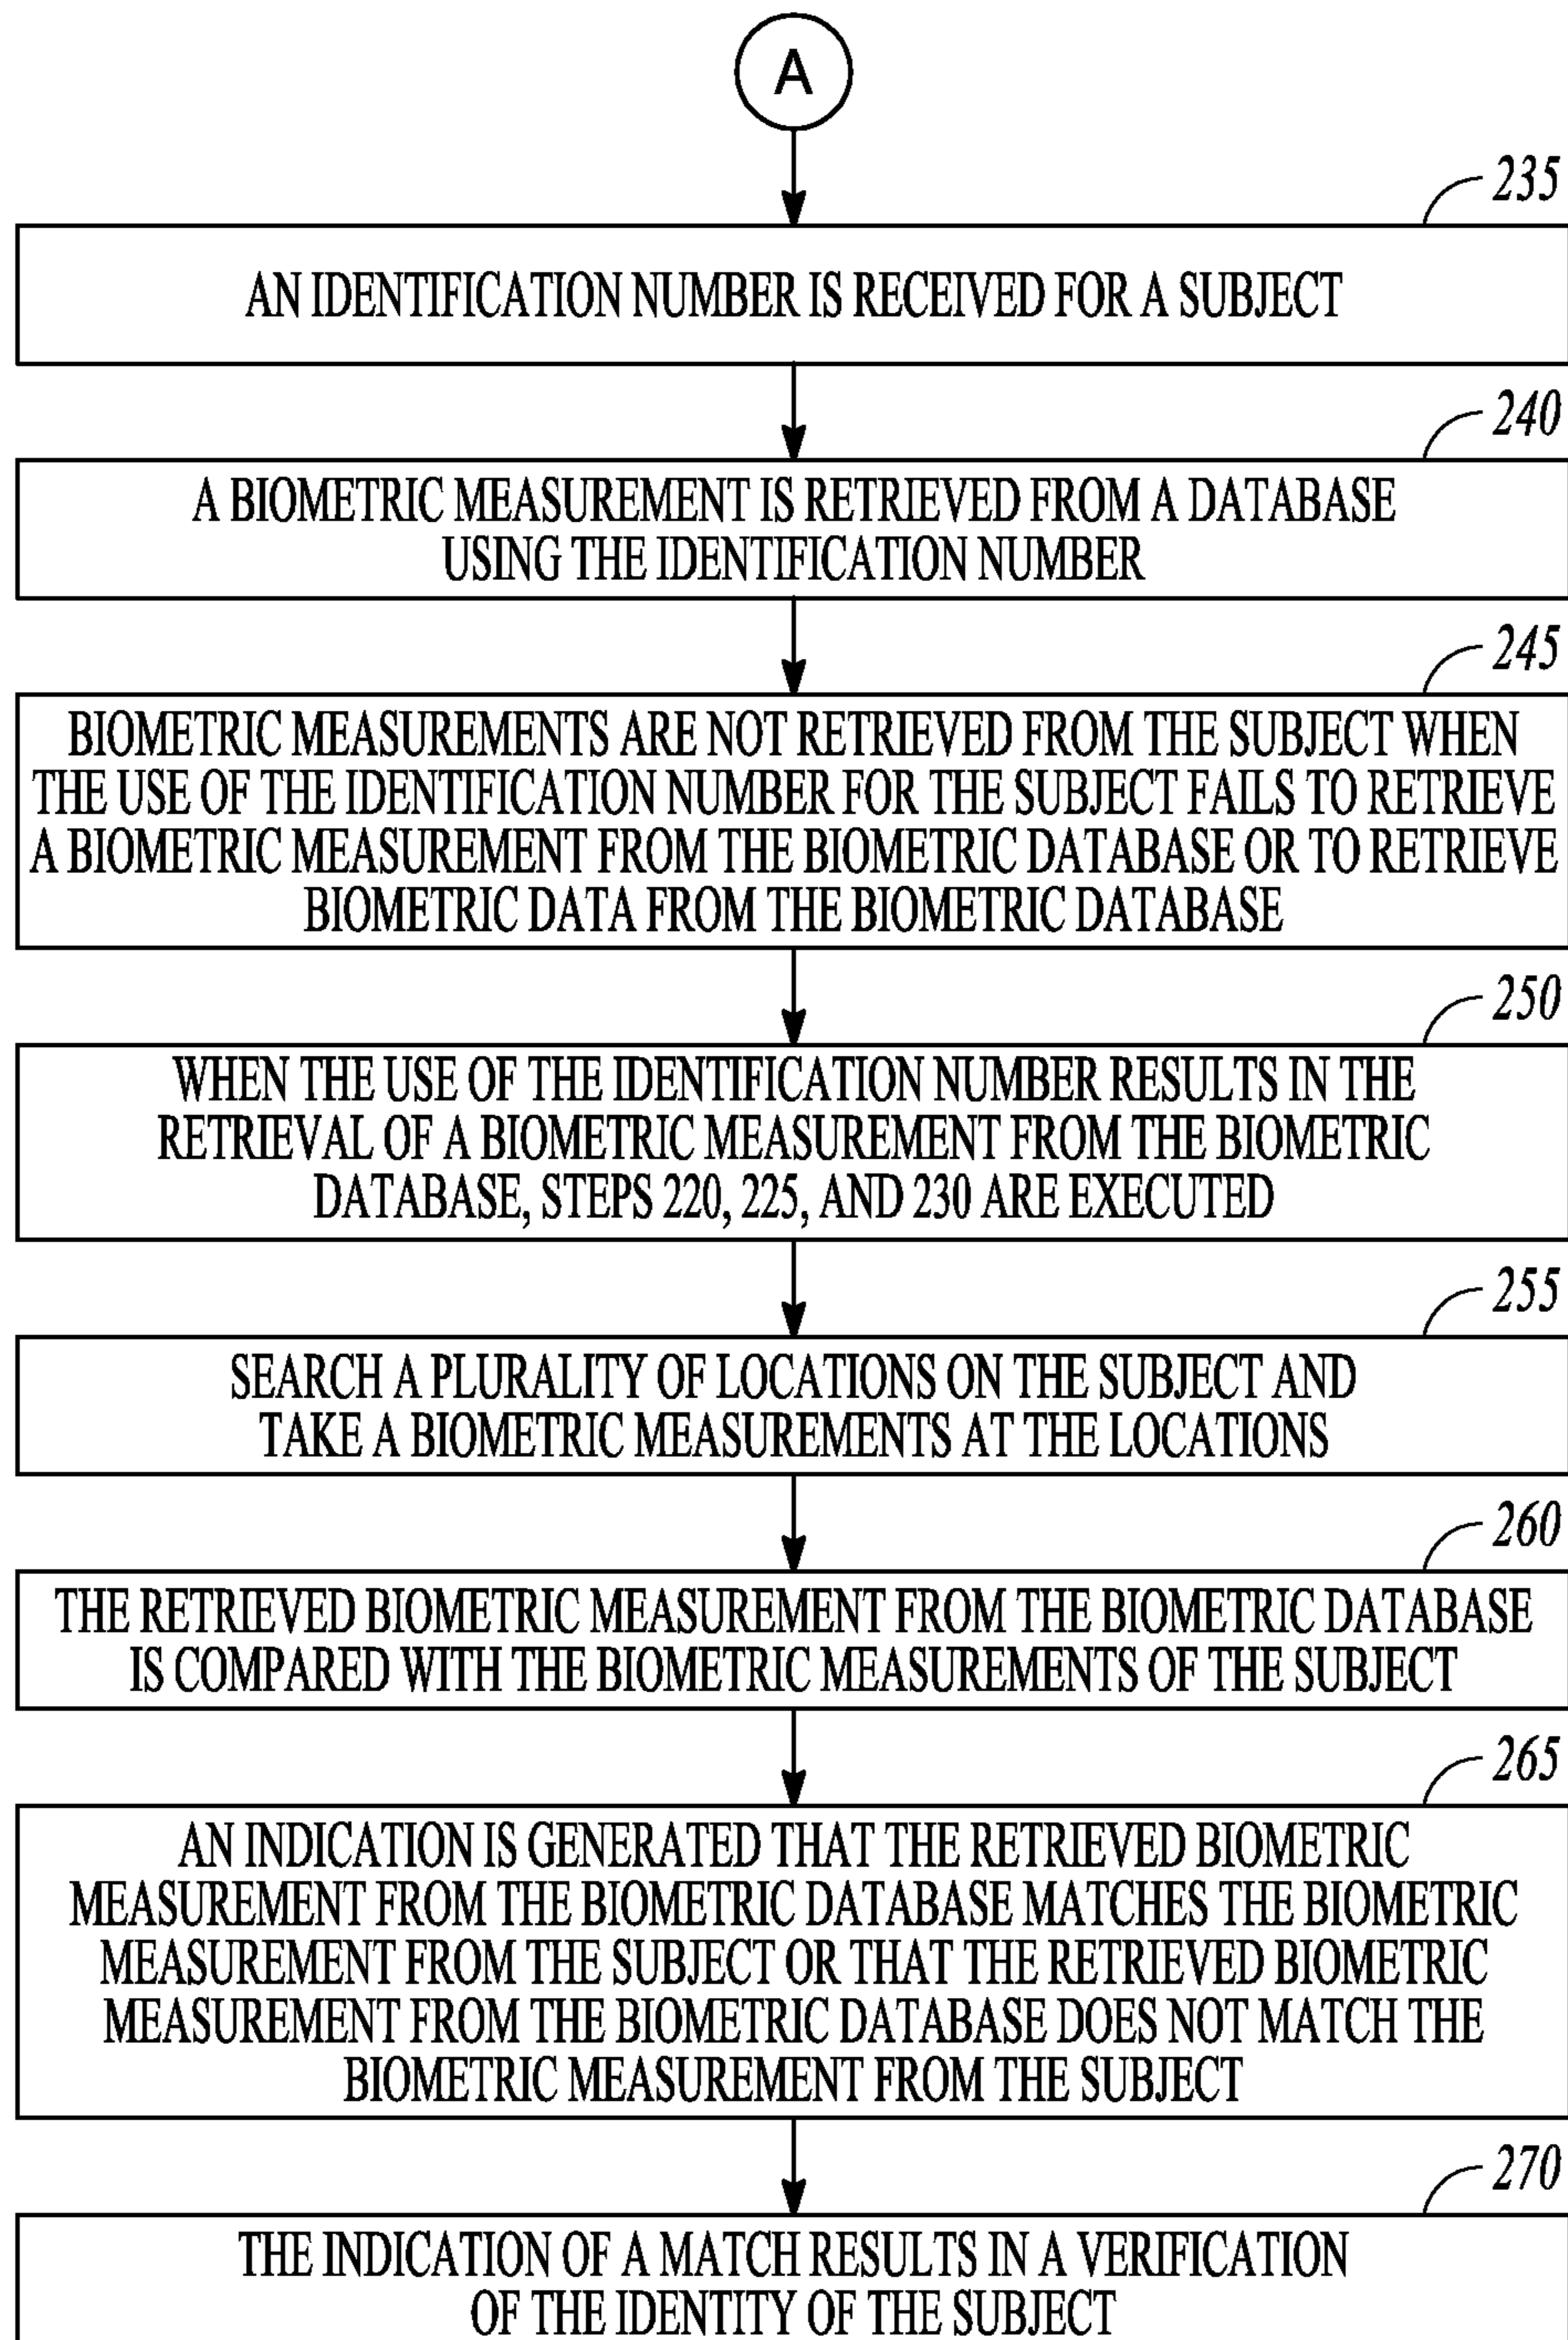 A
235
AN IDENTIFICATION NUMBER IS RECEIVED FOR A SUBJECT
240
A BIOMETRIC MEASUREMENT IS RETRIEVED FROM A DATABASE
USING THE IDENTIFICATION NUMBER
245
BIOMETRIC MEASUREMENTS ARE NOT RETRIEVED FROM THE SUBJECT WHEN
THE USE OF THE IDENTIFICATION NUMBER FOR THE SUBJECT FAILS TO RETRIEVE
A BIOMETRIC MEASUREMENT FROM THE BIOMETRIC DATABASE OR TO RETRIEVE
BIOMETRIC DATA FROM THE BIOMETRIC DATABASE
250
WHEN THE USE OF THE IDENTIFICATION NUMBER RESULTS IN THE
RETRIEVAL OF A BIOMETRIC MEASUREMENT FROM THE BIOMETRIC
DATABASE, STEPS 220, 225, AND 230 ARE EXECUTED
255
SEARCH A PLURALITY OF LOCATIONS ON THE SUBJECT AND
TAKE A BIOMETRIC MEASUREMENTS AT THE LOCATIONS
260
THE RETRIEVED BIOMETRIC MEASUREMENT FROM THE BIOMETRIC DATABASE
IS COMPARED WITH THE BIOMETRIC MEASUREMENTS OF THE SUBJECT
265
AN INDICATION IS GENERATED THAT THE RETRIEVED BIOMETRIC
MEASUREMENT FROM THE BIOMETRIC DATABASE MATCHES THE BIOMETRIC
MEASUREMENT FROM THE SUBJECT OR THAT THE RETRIEVED BIOMETRIC
MEASUREMENT FROM THE BIOMETRIC DATABASE DOES NOT MATCH THE
BIOMETRIC MEASUREMENT FROM THE SUBJECT
270
THE INDICATION OF A MATCH RESULTS IN A VERIFICATION
OF THE IDENTITY OF THE SUBJECT